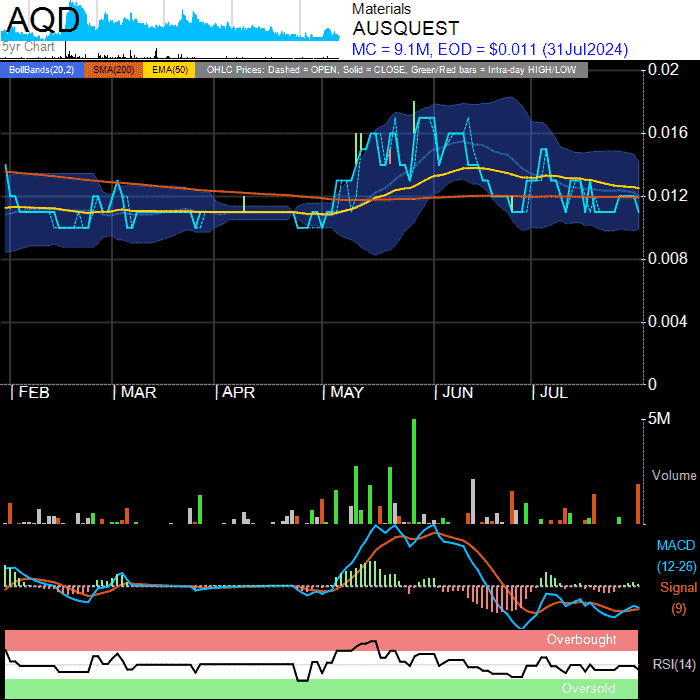 AQD
5yr Chart
Materials
AUSQUEST
MC = 9.1M, EOD = $0.011 (31Jul2024)
BollBands(20,2) SMA(200) EMA(50) OHLC Prices: Dashed = OPEN, Solid = CLOSE, Green/Red bars = Intra-day HIGH/LOW
0.02
0.016
0.012
0.008
0.004
0
FEB MAR APR MAY JUN JUL
5M
Volume
MACD
(12-26)
Signal
(9)
Overbought
RSI(14)
Oversold